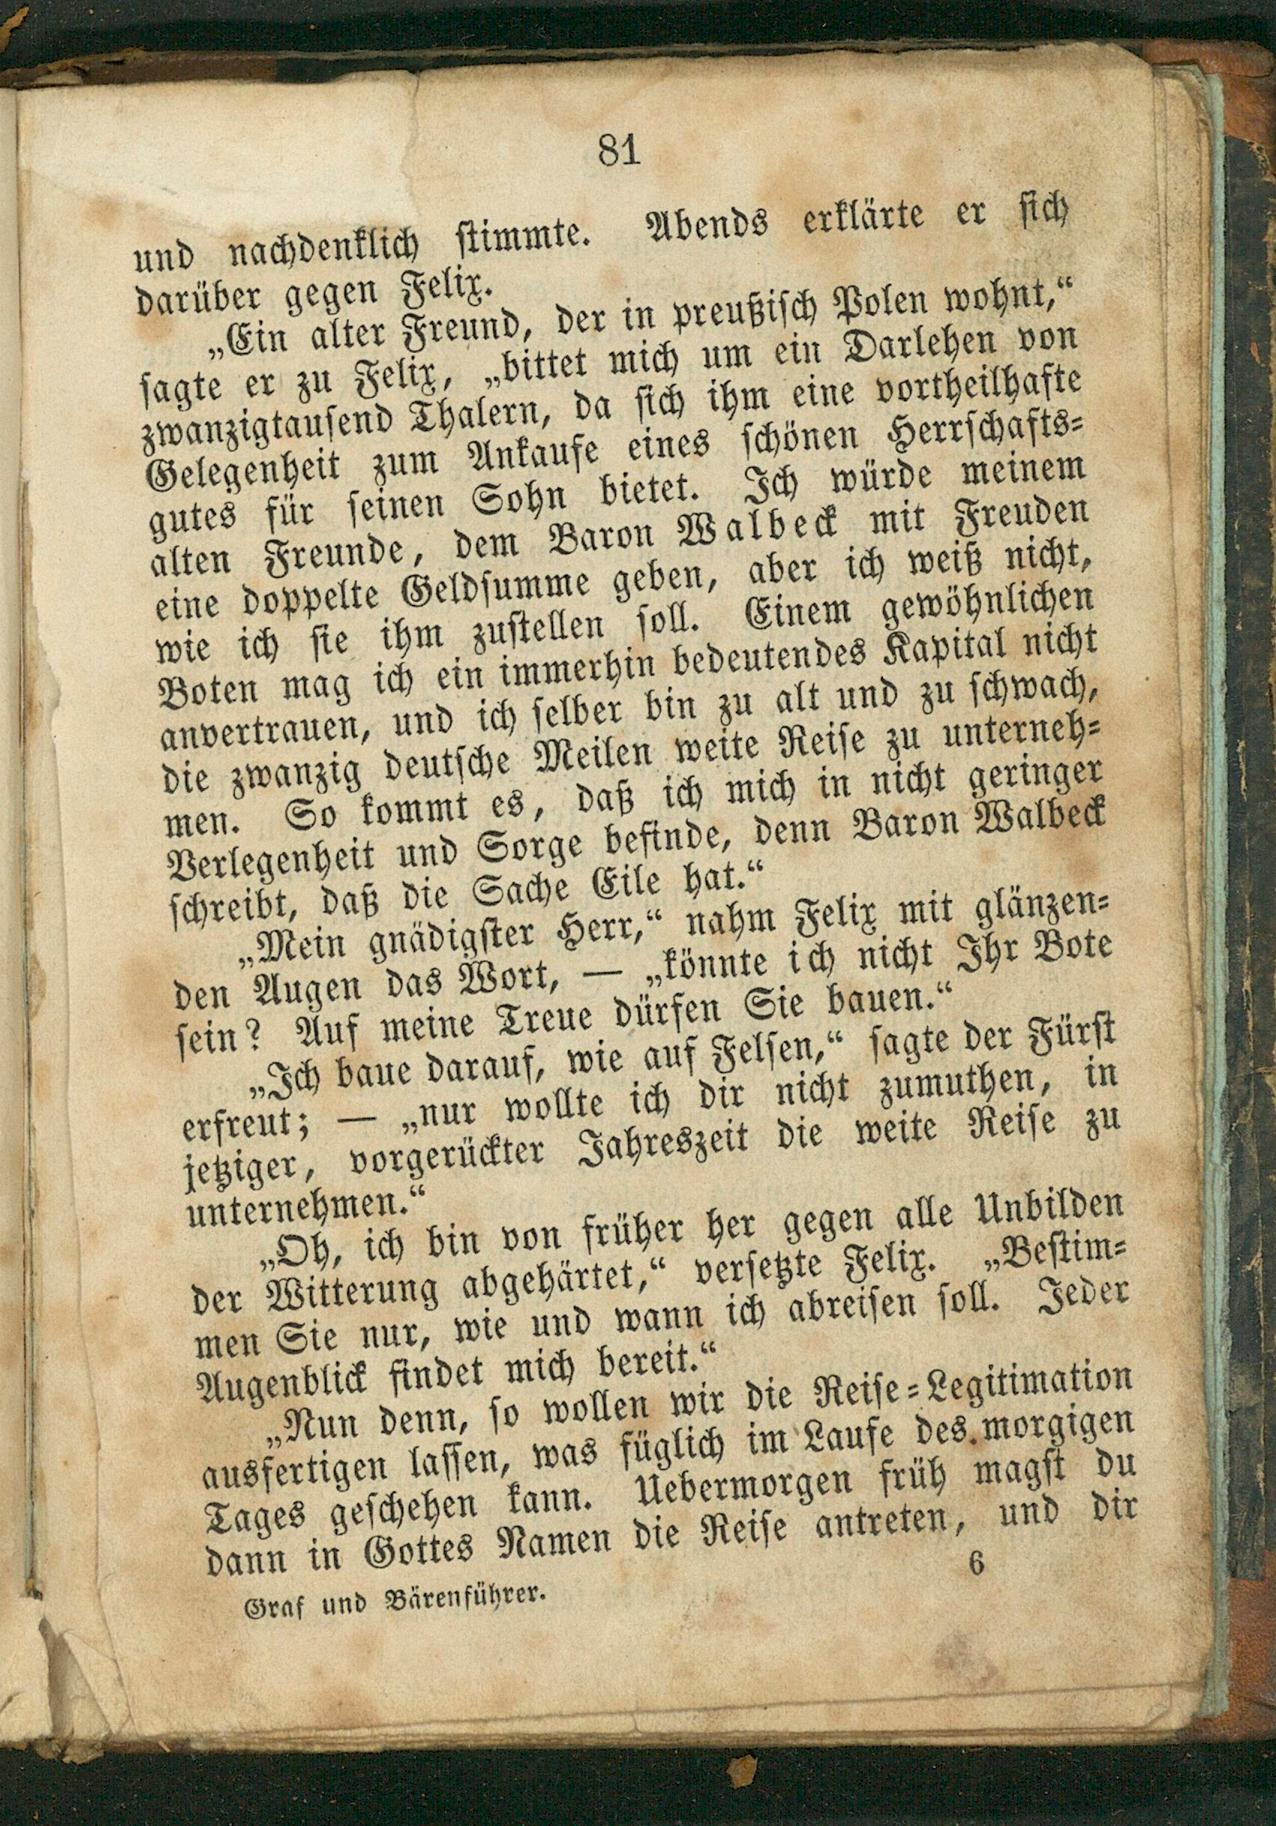 81
und nachdenklich stimmte. Abends erklärte er sich
darüber gegen Felix.
„Ein alter Freund, der in preußisch Polen wohnt,“
sagte er zu Felix, „bittet mich um ein Darlehen von
zwanzigtausend Thalern, da sich ihm eine vortheilhafte
Gelegenheit zum Ankaufe eines schönen Herrschafts-
gutes für seinen Sohn bietet. Ich würde meinem
alten Freunde, dem Baron Walbeck mit Freuden
eine doppelte Geldsumme geben, aber ich weiß nicht,
wie ich sie ihm zustellen soll. Einem gewöhnlichen
Boten mag ich ein immerhin bedeutendes Kapital nicht
anvertrauen, und ich selber bin zu alt und zu schwach,
die zwanzig deutsche Meilen weite Reise zu unterneh-
men. So kommt es, daß ich mich in nicht geringer
Verlegenheit und Sorge befinde, denn Baron Walbeck
schreibt, daß die Sache Eile hat.“
„Mein gnädigster Herr,“ nahm Felix mit glänzen-
den Augen das Wort, — „könnte ich nicht Ihr Bote
sein? Auf meine Treue dürfen Sie bauen.“
„Ich baue darauf, wie auf Felsen,“ sagte der Fürst
erfreut; — „nur wollte ich dir nicht zumuthen, in
jetziger, vorgerückter Jahreszeit die weite Reise zu
unternehmen.“
„Oh, ich bin von früher her gegen alle Unbilden
der Witterung abgehärtet,“ versetzte Felix. „Bestim-
men Sie nur, wie und wann ich abreisen soll. Jeder
Augenblick findet mich bereit.“
„Nun denn, so wollen wir die Reise-Legitimation
ausfertigen lassen, was füglich im Laufe des morgigen
Tages geschehen kann. Uebermorgen früh magst du
dann in Gottes Namen die Reise antreten, und dir
Graf und Bärenführer. 6